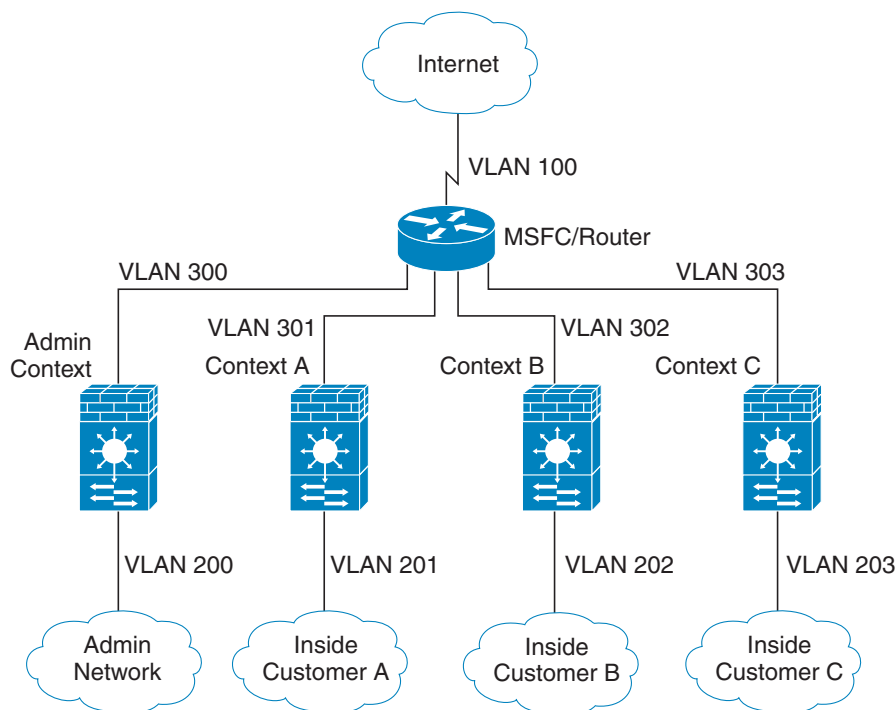 Internet
VLAN 100
MSFC/Router
VLAN 300
VLAN 303
VLAN 301
VLAN 302
Admin
Context
Context A
Context B
Context C
VLAN 200
VLAN 201
VLAN 202
VLAN 203
Admin
Network
Inside
Customer A
Inside
Customer B
Inside
Customer C